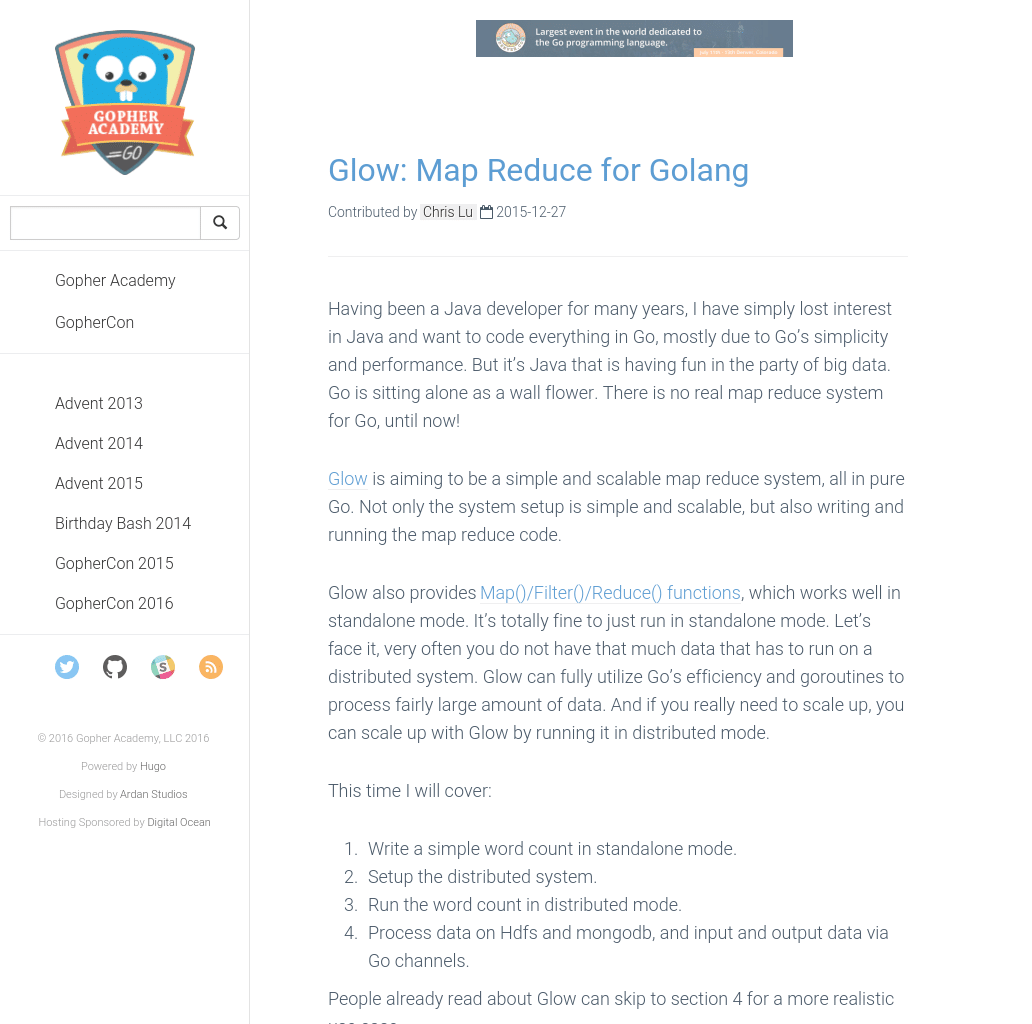 GOPHER
ACADEMY
GO
Gopher Academy
GopherCon
Advent 2013
Advent 2014
Advent 2015
Birthday Bash 2014
GopherCon 2015
GopherCon 2016
S
© 2016 Gopher Academy, LLC 2016
Powered by Hugo
Designed by Ardan Studios
Hosting Sponsored by Digital Ocean
Largest event in the world dedicated to
the Go programming language.
Glow: Map Reduce for Golang
Contributed by Chris Lu 2015-12-27
Having been a Java developer for many years, I have simply lost interest
in Java and want to code everything in Go, mostly due to Go’s simplicity
and performance. But it’s Java that is having fun in the party of big data.
Go is sitting alone as a wall flower. There is no real map reduce system
for Go, until now!
Glow is aiming to be a simple and scalable map reduce system, all in pure
Go. Not only the system setup is simple and scalable, but also writing and
running the map reduce code.
Glow also provides Map()/Filter()/Reduce() functions, which works well in
standalone mode. It’s totally fine to just run in standalone mode. Let’s
face it, very often you do not have that much data that has to run on a
distributed system. Glow can fully utilize Go’s efficiency and goroutines to
process fairly large amount of data. And if you really need to scale up, you
can scale up with Glow by running it in distributed mode.
This time I will cover:
1. Write a simple word count in standalone mode.
2. Setup the distributed system.
3. Run the word count in distributed mode.
4. Process data on Hdfs and mongodb, and input and output data via
Go channels.
People already read about Glow can skip to section 4 for a more realistic